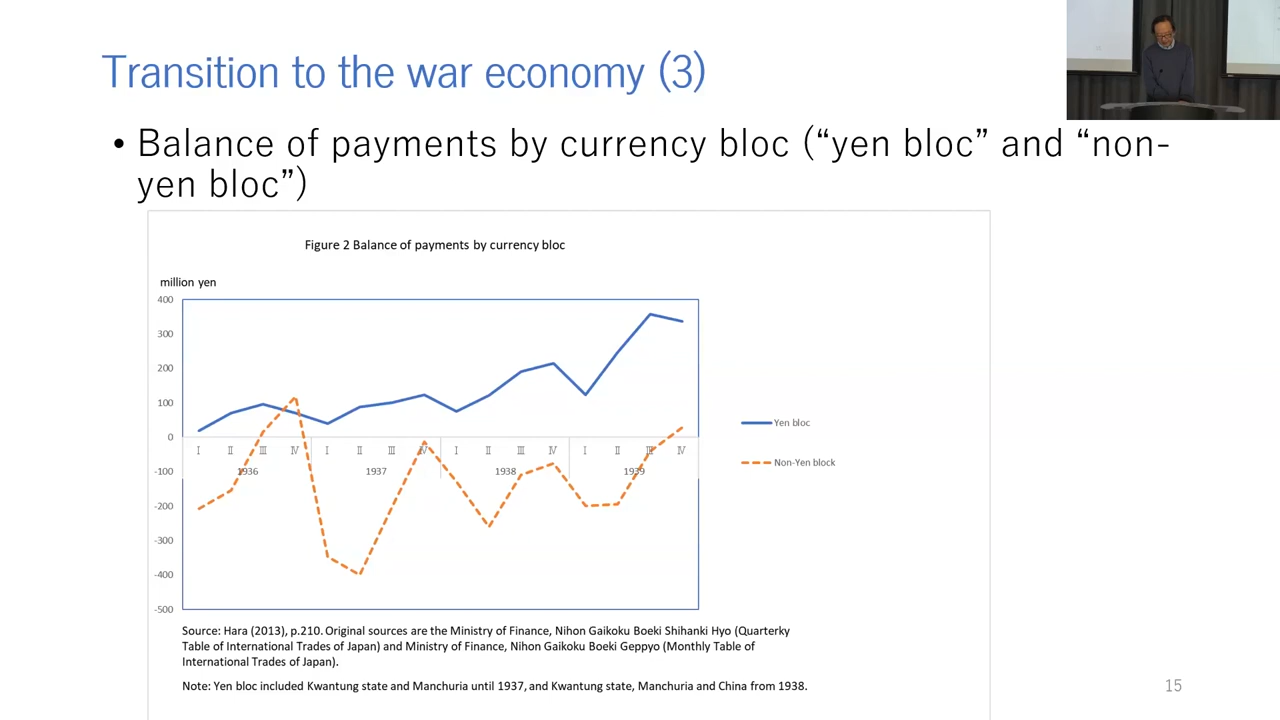 Transition to the war economy (3)
• Balance of payments by currency bloc (“yen bloc” and “non-
yen bloc”)
Figure 2 Balance of payments by currency bloc
million yen
400
300
200
100
0
-100
-200
-300
-400
-500
Ⅰ Ⅱ Ⅲ Ⅳ Ⅰ Ⅱ Ⅲ Ⅳ Ⅰ Ⅱ Ⅲ Ⅳ Ⅰ Ⅱ Ⅲ Ⅳ
1936 1937 1938 1939
Yen bloc
Non-Yen block
Source: Hara (2013), p.210. Original sources are the Ministry of Finance, Nihon Gaikoku Boeki Shihanki Hyo (Quarterky
Table of International Trades of Japan) and Ministry of Finance, Nihon Gaikoku Boeki Geppyo (Monthly Table of
International Trades of Japan).
Note: Yen bloc included Kwantung state and Manchuria until 1937, and Kwantung state, Manchuria and China from 1938.
15